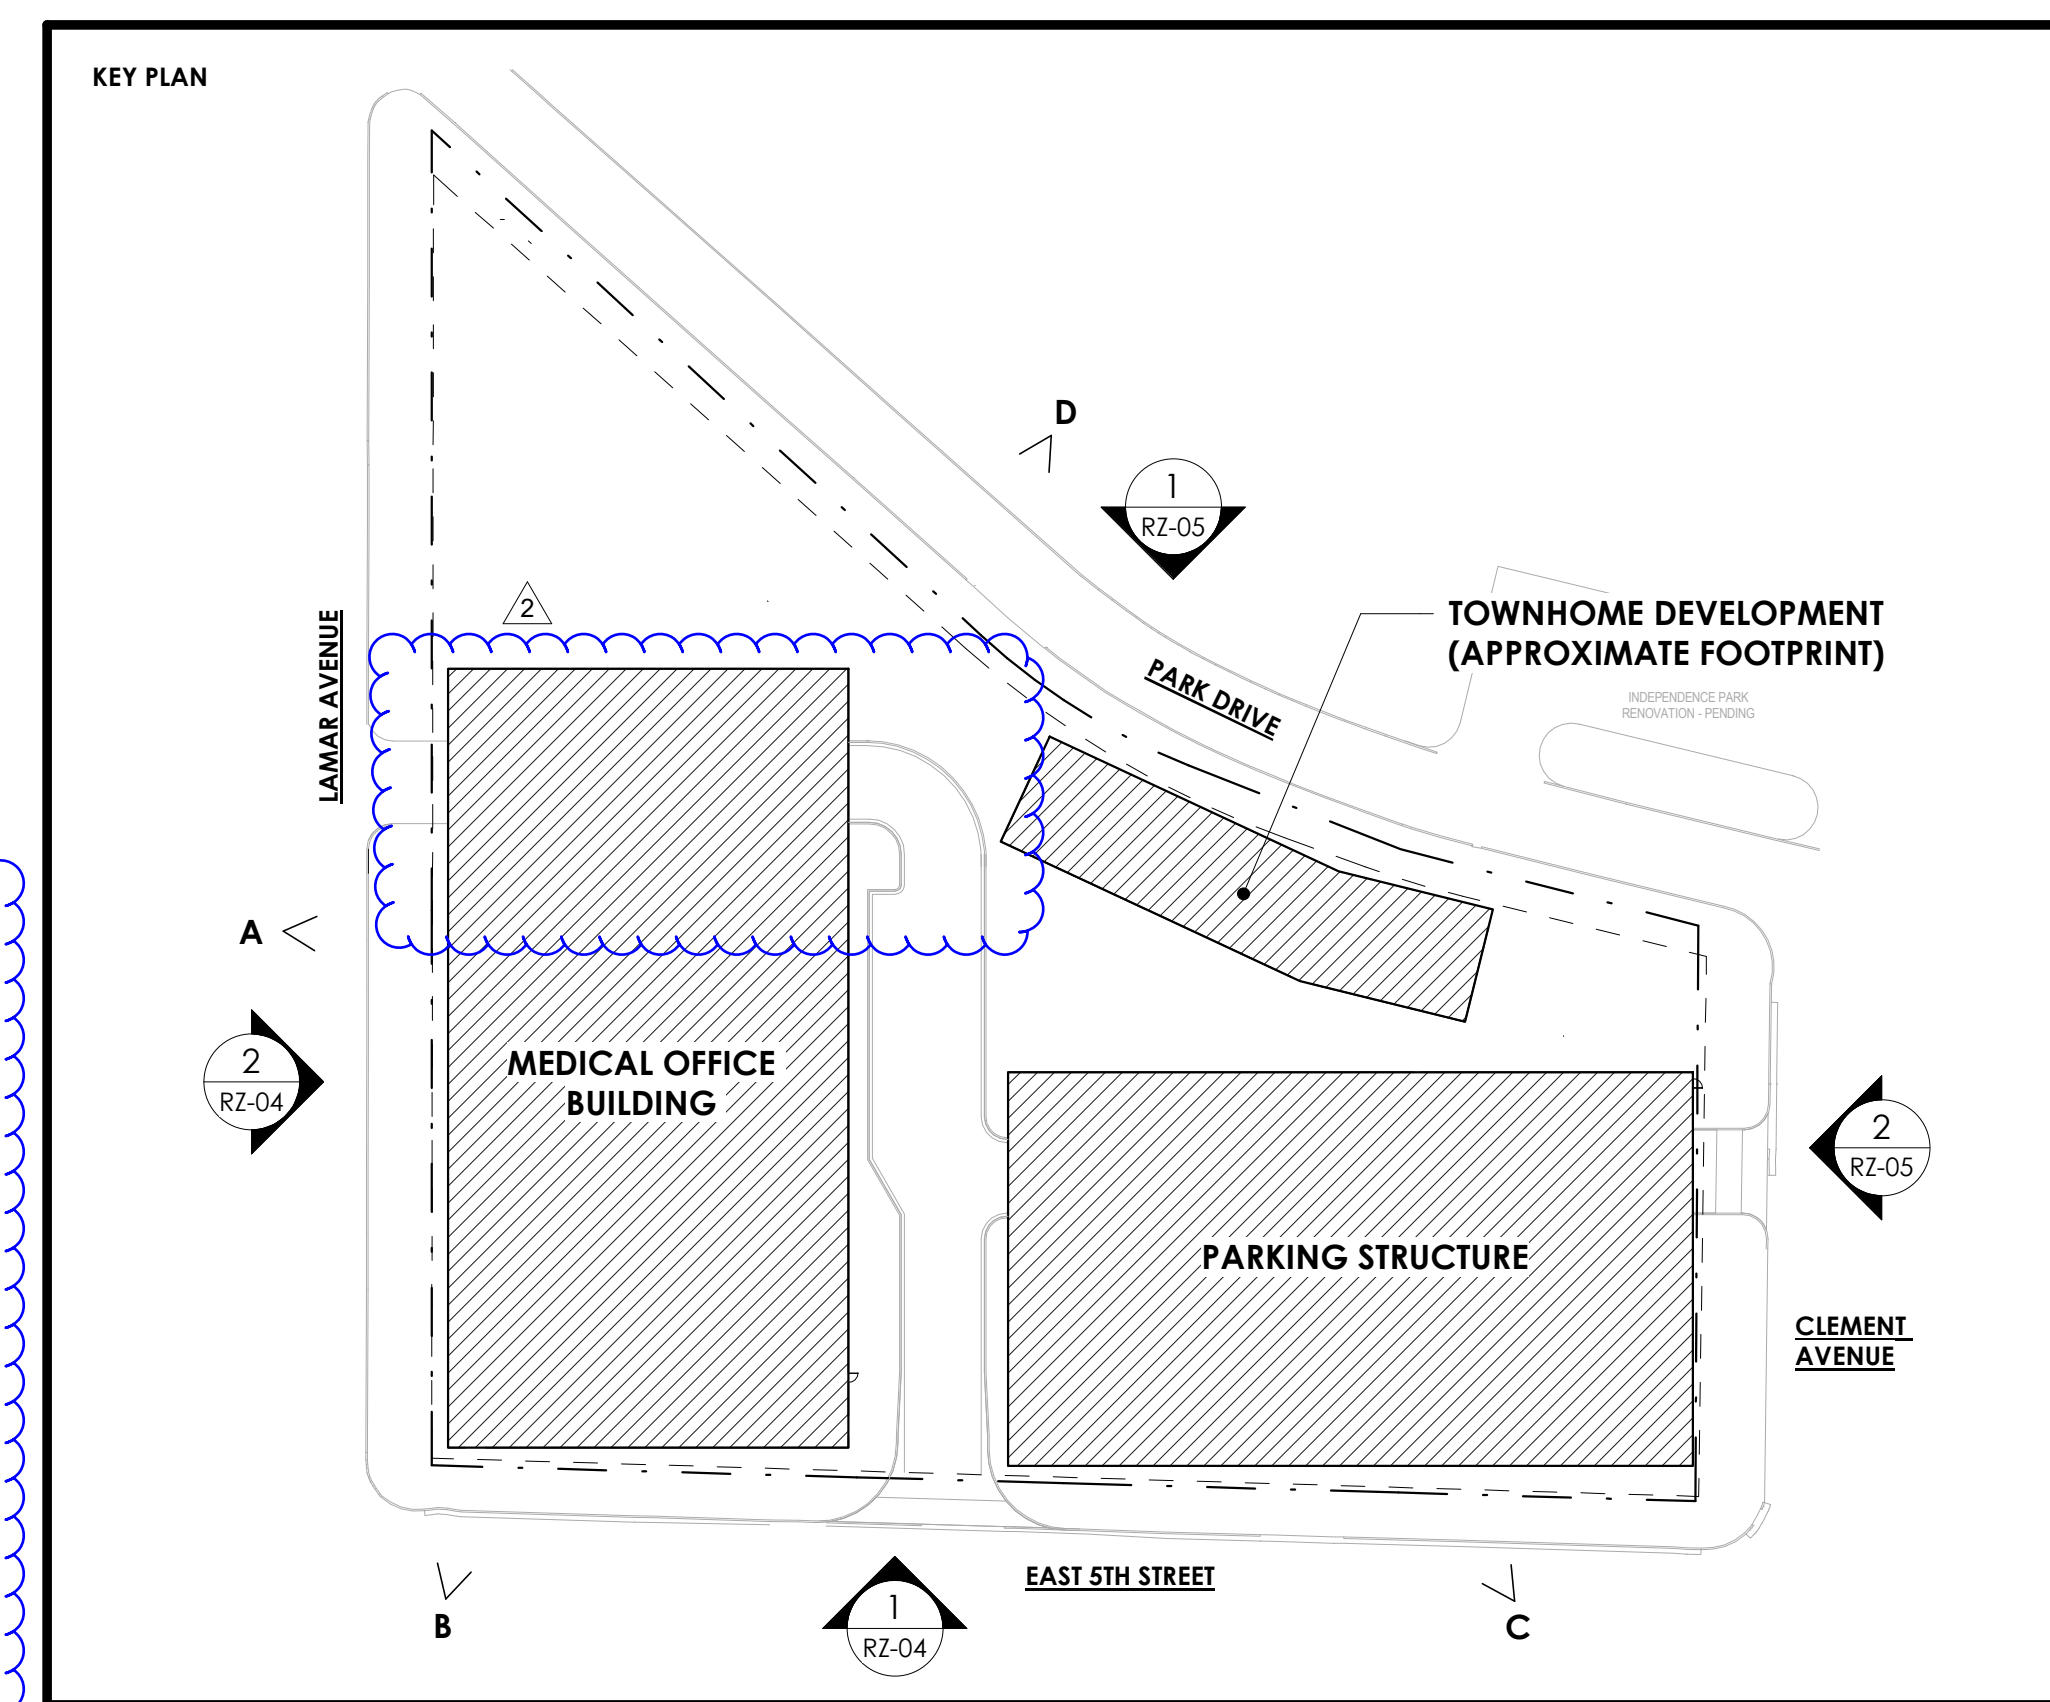 KEY PLAN
D
1
RZ-05
TOWNHOME DEVELOPMENT
(APPROXIMATE FOOTPRINT)
2
LAMAR AVENUE
PARK DRIVE
INDEPENDENCE PARK
RENOVATION - PENDING
A
2
RZ-04
MEDICAL OFFICE
BUILDING
2
RZ-05
PARKING STRUCTURE
CLEMENT
AVENUE
EAST 5TH STREET
B
1
RZ-04
C